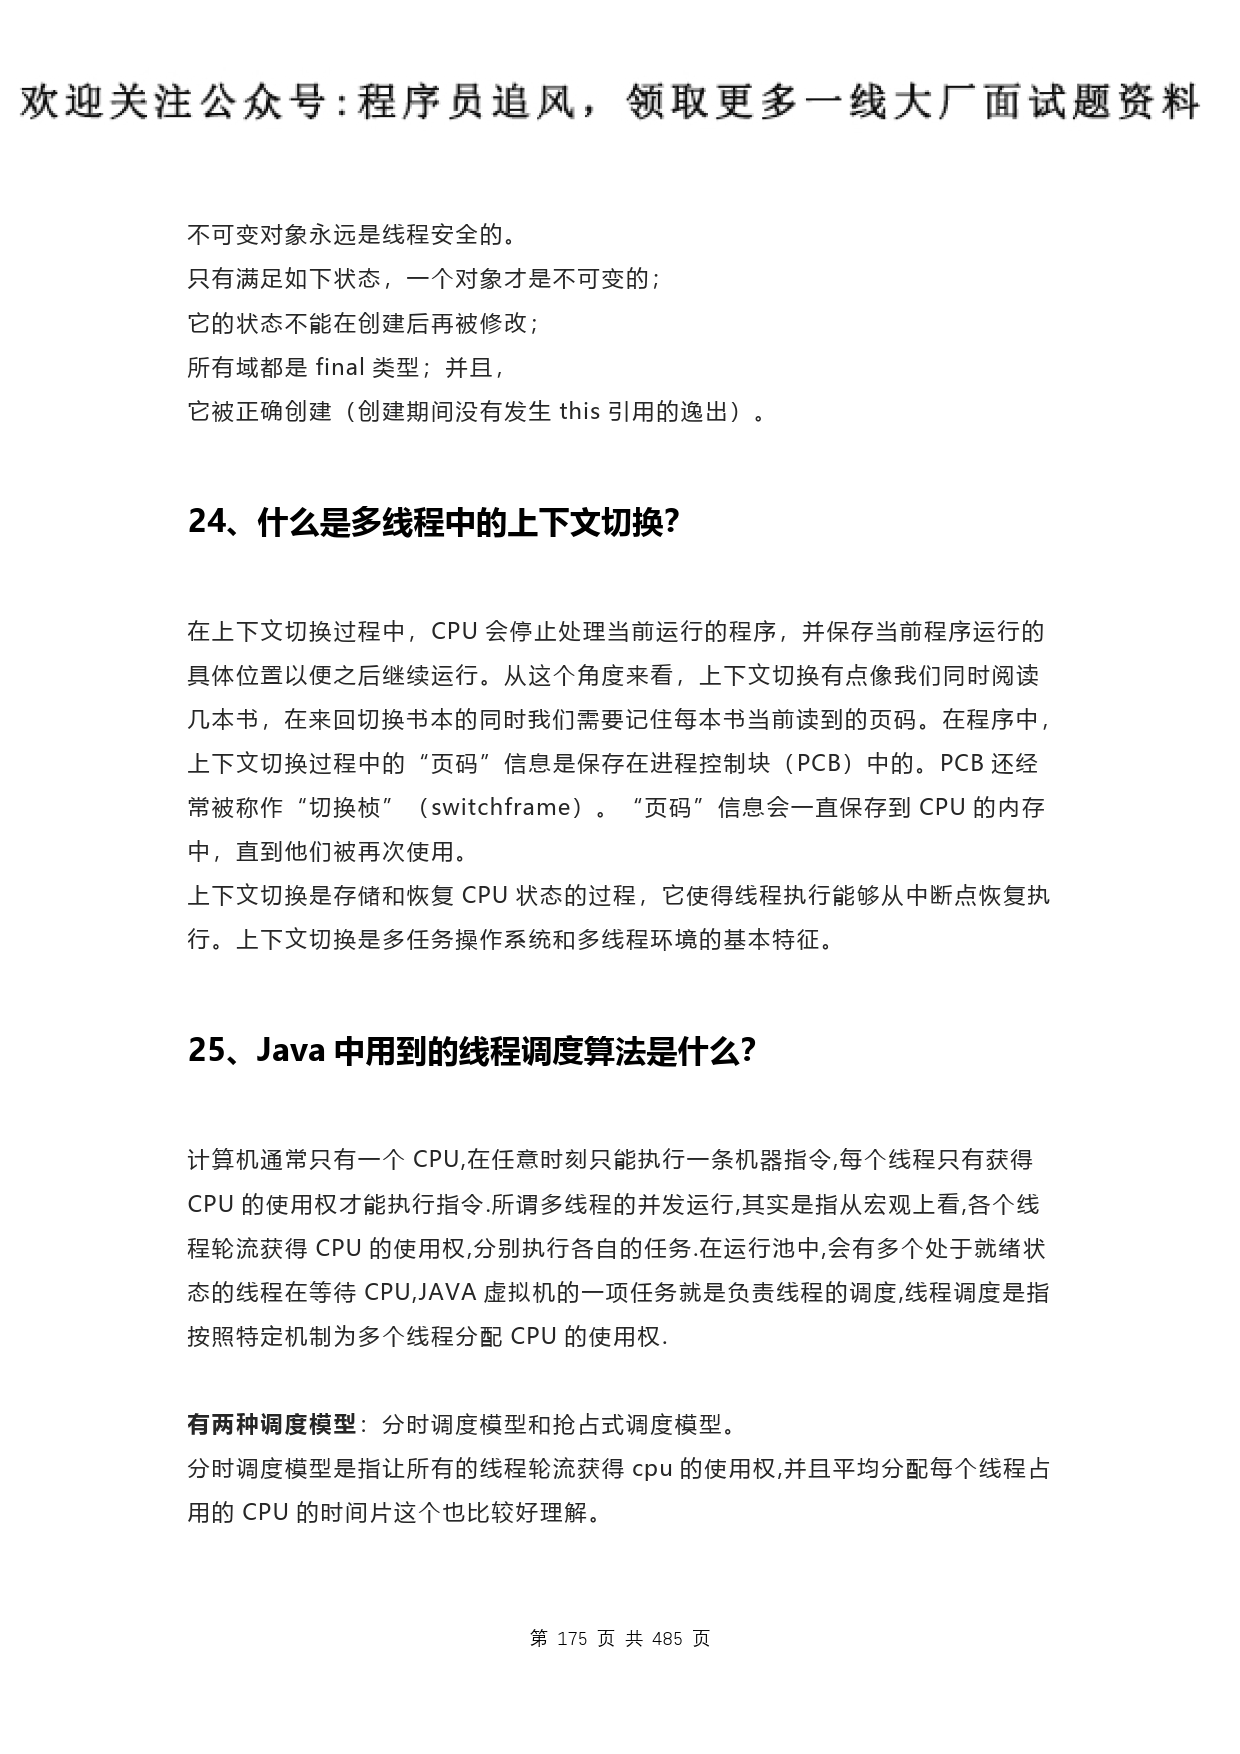 欢迎关注公众号:程序员追风，领取更多一线大厂面试题资料
不可变对象永远是线程安全的。
只有满足如下状态，一个对象才是不可变的；
它的状态不能在创建后再被修改；
所有域都是 final 类型；并且，
它被正确创建（创建期间没有发生 this 引用的逸出）。
24、什么是多线程中的上下文切换？
在上下文切换过程中，CPU 会停止处理当前运行的程序，并保存当前程序运行的
具体位置以便之后继续运行。从这个角度来看，上下文切换有点像我们同时阅读
几本书，在来回切换书本的同时我们需要记住每本书当前读到的页码。在程序中，
上下文切换过程中的“页码”信息是保存在进程控制块（PCB）中的。PCB 还经
常被称作“切换桢”（switchframe）。“页码”信息会一直保存到 CPU 的内存
中，直到他们被再次使用。
上下文切换是存储和恢复 CPU 状态的过程，它使得线程执行能够从中断点恢复执
行。上下文切换是多任务操作系统和多线程环境的基本特征。
25、Java 中用到的线程调度算法是什么？
计算机通常只有一个 CPU,在任意时刻只能执行一条机器指令,每个线程只有获得
CPU 的使用权才能执行指令.所谓多线程的并发运行,其实是指从宏观上看,各个线
程轮流获得 CPU 的使用权,分别执行各自的任务.在运行池中,会有多个处于就绪状
态的线程在等待 CPU,JAVA 虚拟机的一项任务就是负责线程的调度,线程调度是指
按照特定机制为多个线程分配 CPU 的使用权.
有两种调度模型：分时调度模型和抢占式调度模型。
分时调度模型是指让所有的线程轮流获得 cpu 的使用权,并且平均分配每个线程占
用的 CPU 的时间片这个也比较好理解。
第 175 页 共 485 页